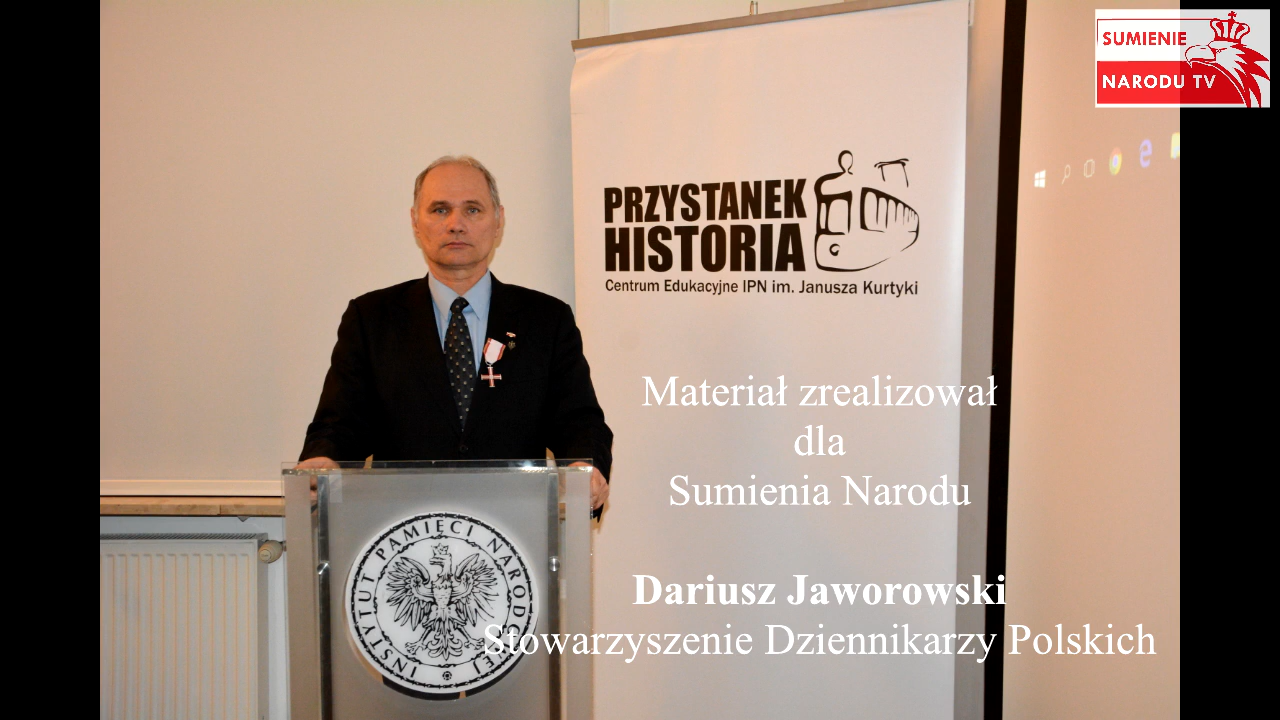 SUMIENIE
NARODU TV
PRZYSTANEK
HISTORIA
Centrum Edukacyjne IPN im. Janusza Kurtyki
Materiał zrealizował
dla
Sumienia Narodu
Dariusz Jaworowski
Stowarzyszenie Dziennikarzy Polskich
INSTYTUT PAMIĘCI NARODOWEJ